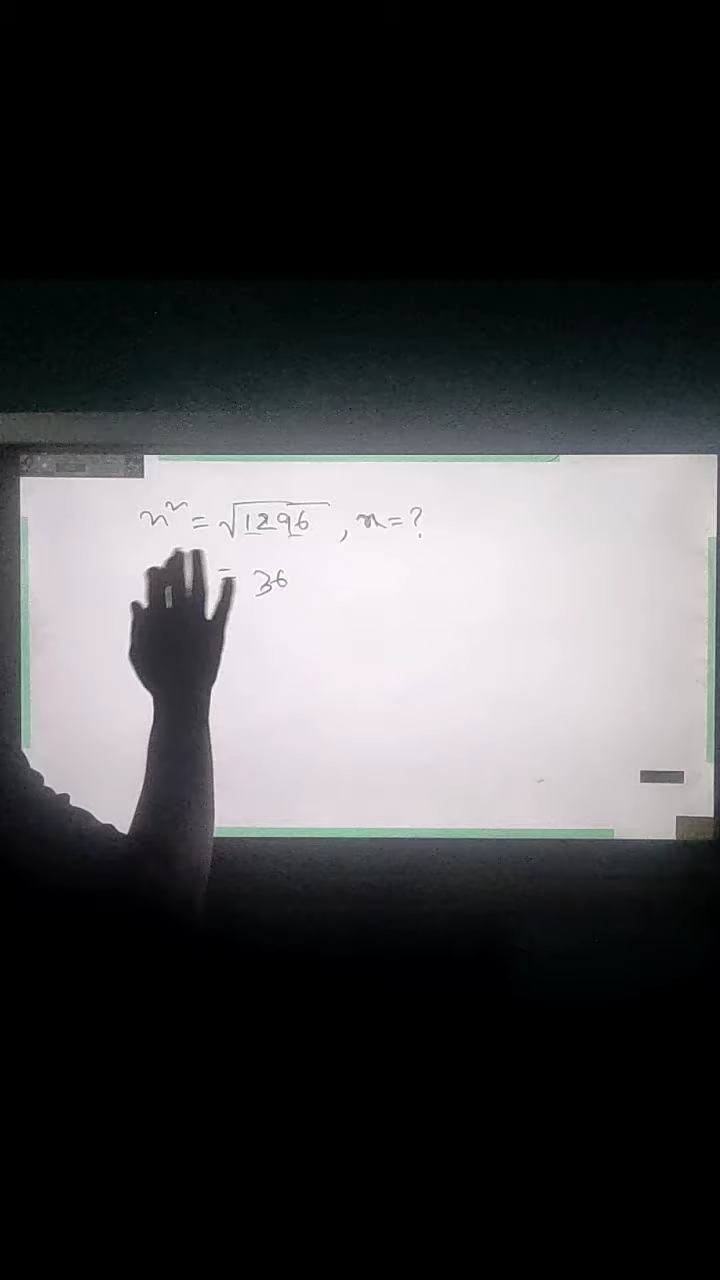 x² = √1296 , x = ?
= 36